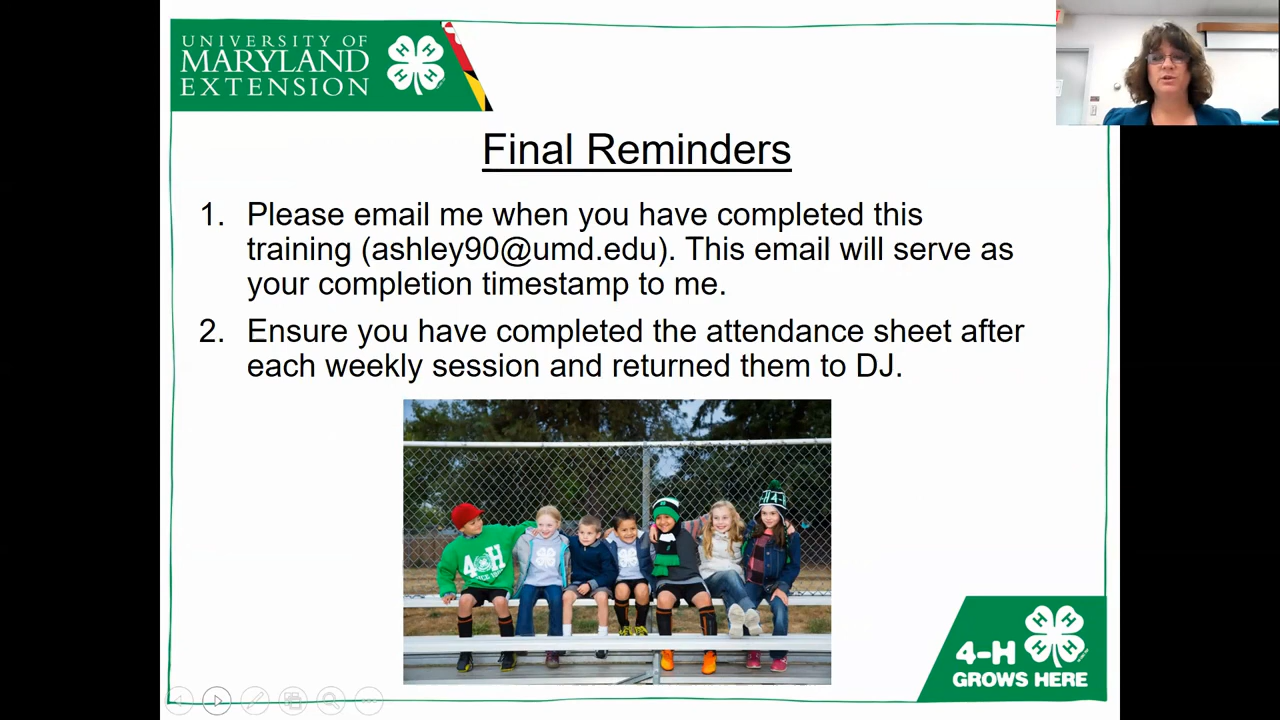 UNIVERSITY OF
MARYLAND
EXTENSION
H H
H H
Final Reminders
1. Please email me when you have completed this
training (ashley90@umd.edu). This email will serve as
your completion timestamp to me.
2. Ensure you have completed the attendance sheet after
each weekly session and returned them to DJ.
4-H
H H
H H
4-H
GROWS HERE